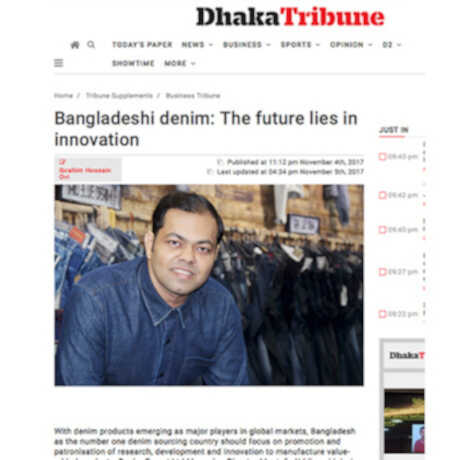 DhakaTribune
TODAY'S PAPER NEWS BUSINESS SPORTS OPINION D2
SHOWTIME MORE
Home / Tribune Supplements / Business Tribune
Bangladeshi denim: The future lies in
innovation
Ibrahim Hossain
Ovi
Published at 11:12 pm November 4th, 2017
Last updated at 04:34 pm November 5th, 2017
With denim products emerging as major players in global markets, Bangladesh
as the number one denim sourcing country should focus on promotion and
patronisation of research, development and innovation to manufacture value-
JUST IN
09:43 pm
09:42 pm
09:40 pm
09:37 pm
09:22 pm
DhakaT